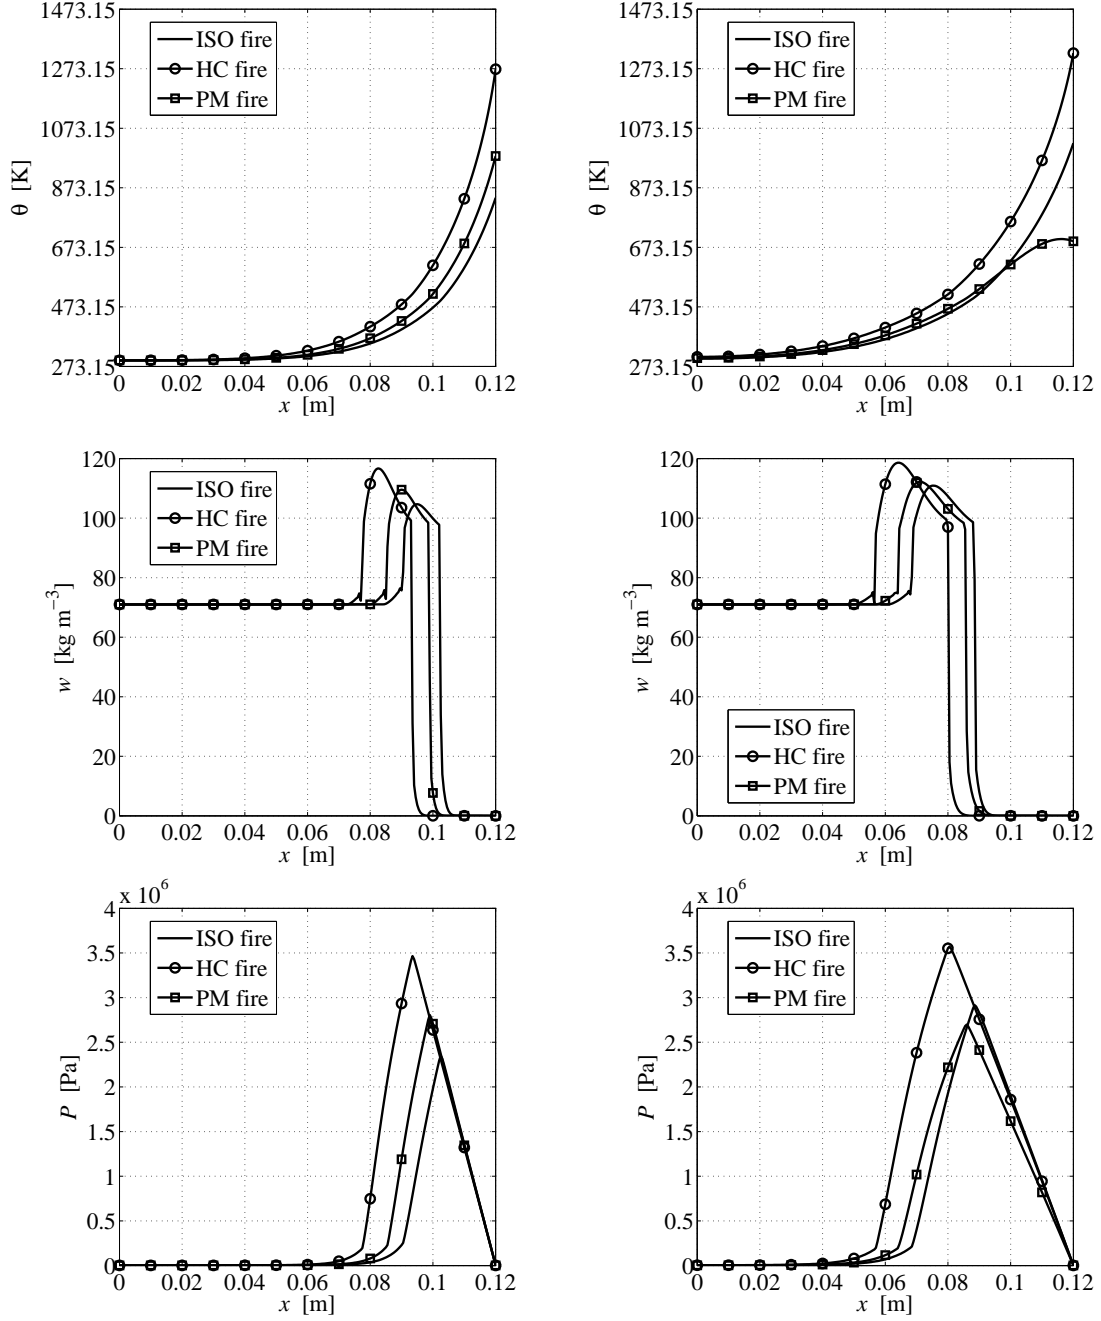 1473.15
1273.15
1073.15
873.15
673.15
473.15
273.15
θ [K]
ISO fire
HC fire
PM fire
0 0.02 0.04 0.06 0.08 0.1 0.12
x [m]
1473.15
1273.15
1073.15
873.15
673.15
473.15
273.15
θ [K]
ISO fire
HC fire
PM fire
0 0.02 0.04 0.06 0.08 0.1 0.12
x [m]
120
100
80
60
40
20
0
w [kg m−3]
ISO fire
HC fire
PM fire
0 0.02 0.04 0.06 0.08 0.1 0.12
x [m]
120
100
80
60
40
20
0
w [kg m−3]
ISO fire
HC fire
PM fire
0 0.02 0.04 0.06 0.08 0.1 0.12
x [m]
x 10^6
4
3.5
3
2.5
2
1.5
1
0.5
0
P [Pa]
ISO fire
HC fire
PM fire
0 0.02 0.04 0.06 0.08 0.1 0.12
x [m]
x 10^6
4
3.5
3
2.5
2
1.5
1
0.5
0
P [Pa]
ISO fire
HC fire
PM fire
0 0.02 0.04 0.06 0.08 0.1 0.12
x [m]